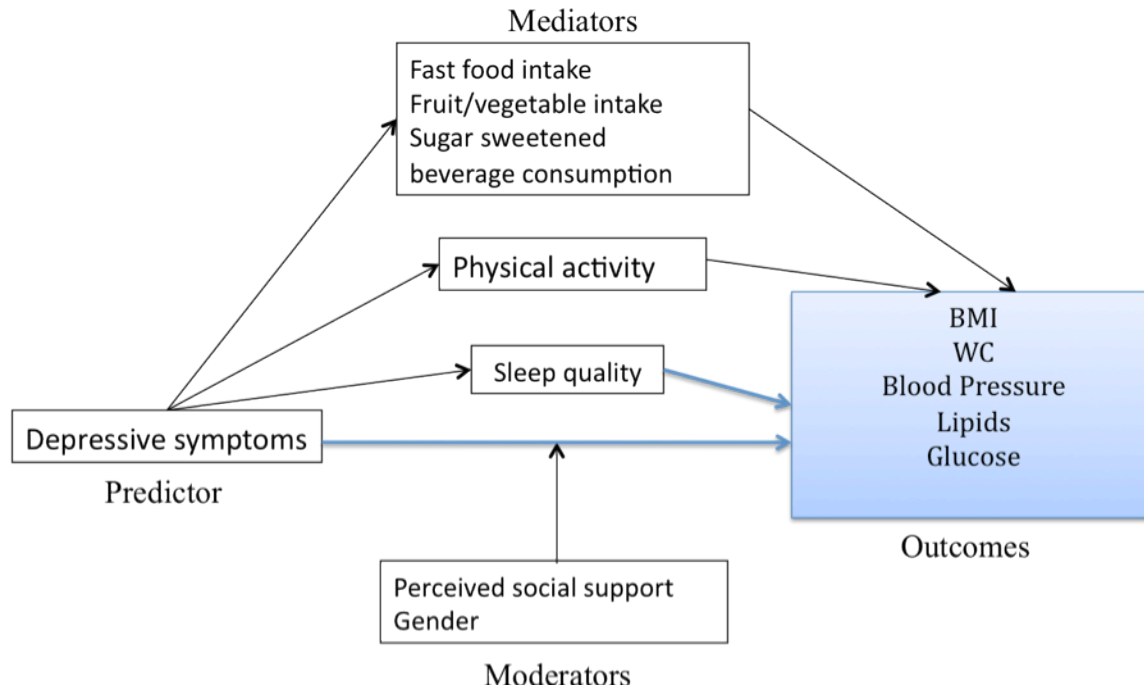 Mediators
Fast food intake
Fruit/vegetable intake
Sugar sweetened
beverage consumption
Physical activity
Sleep quality
Depressive symptoms
Predictor
BMI
WC
Blood Pressure
Lipids
Glucose
Outcomes
Perceived social support
Gender
Moderators